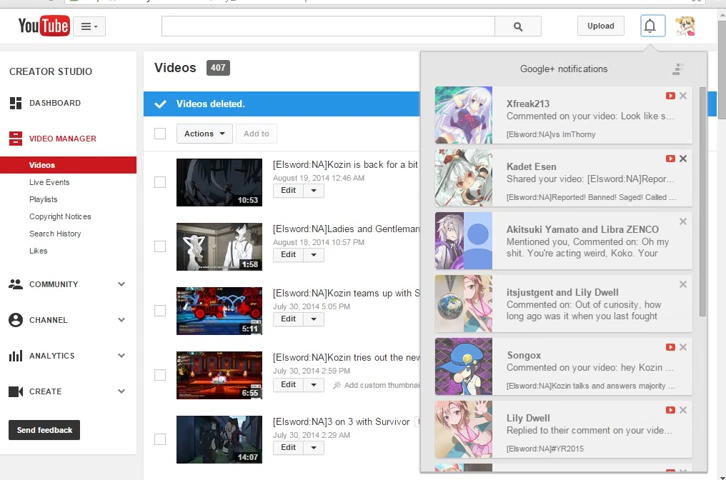 YouTube
Upload
CREATOR STUDIO
DASHBOARD
VIDEO MANAGER
Videos
Live Events
Playlists
Copyright Notices
Search History
Likes
COMMUNITY
CHANNEL
ANALYTICS
CREATE
Send feedback
Videos 407
Videos deleted.
Actions
Add to
[Elsword:NA]Kozin is back for a bit
August 19, 2014 12:46 AM
Edit
10:53
[Elsword:NA]Ladies and Gentleman
August 18, 2014 10:57 PM
Edit
1:58
[Elsword:NA]Kozin teams up with S
July 30, 2014 5:05 PM
Edit
5:11
[Elsword:NA]Kozin tries out the new
July 30, 2014 2:59 PM
Edit
Add custom thumbnai
6:55
[Elsword:NA]3 on 3 with Survivor
July 30, 2014 2:29 AM
Edit
14:07
Google+ notifications
Xfreak213
Commented on your video: Look like s...
[Elsword:NA]vs ImThorny
Kadet Esen
Shared your video: [Elsword:NA]Repor...
[Elsword:NA]Reported! Banned! Saged! Called ...
Akitsuki Yamato and Libra ZENCO
Mentioned you, Commented on: Oh my
shit. You're acting weird, Koko. Your
itsjustgent and Lily Dwell
Commented on: Out of curiosity, how
long ago was it when you last fought
Songox
Commented on your video: hey Kozin
[Elsword:NA]Kozin talks and answers majority ...
Lily Dwell
Replied to their comment on your vide...
[Elsword:NA]#YR2015